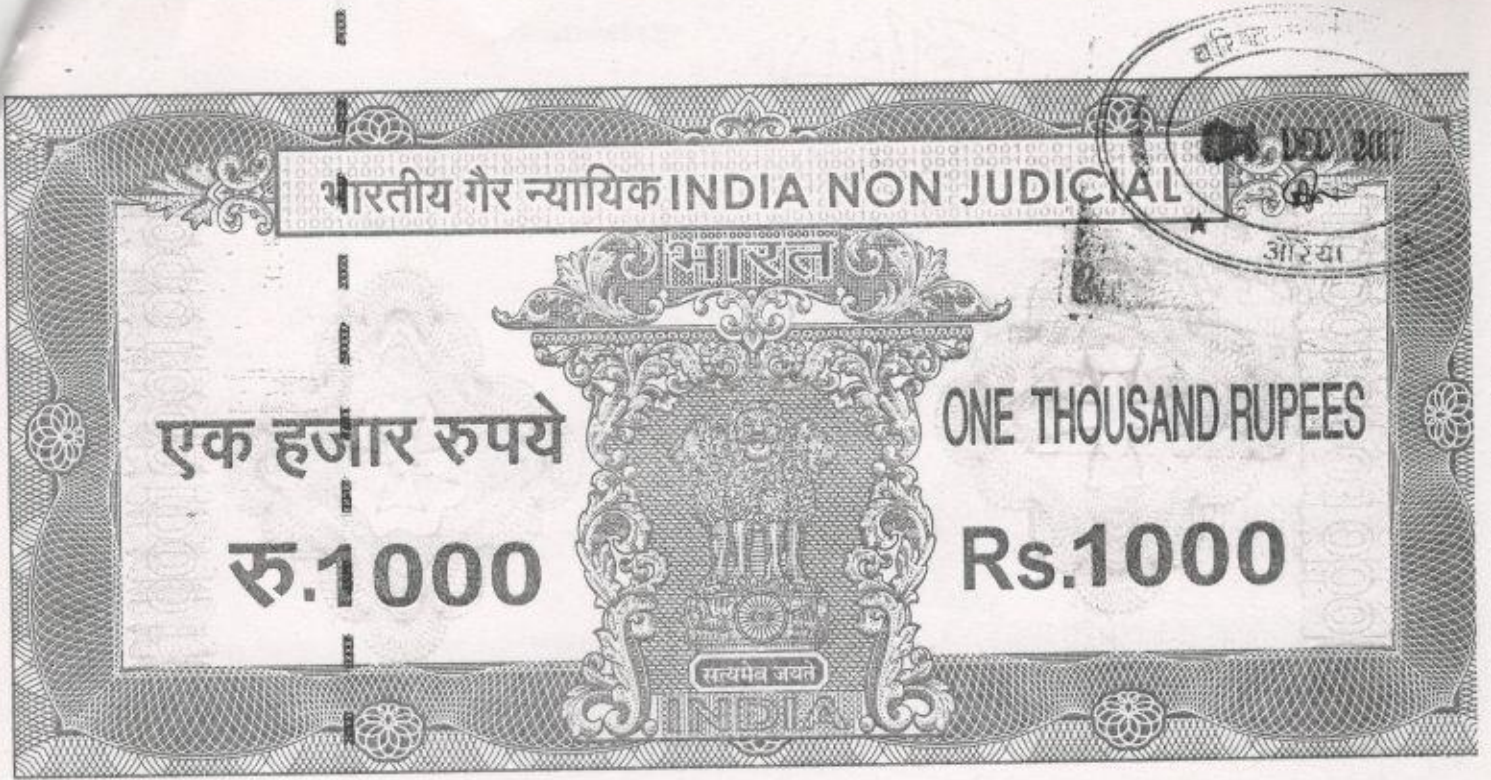 DEC 2017
भारतीय गैर न्यायिक INDIA NON JUDICIAL
औरैया
भारत
एक हजार रुपये
ONE THOUSAND RUPEES
रु.1000
Rs.1000
सत्यमेव जयते
INDIA